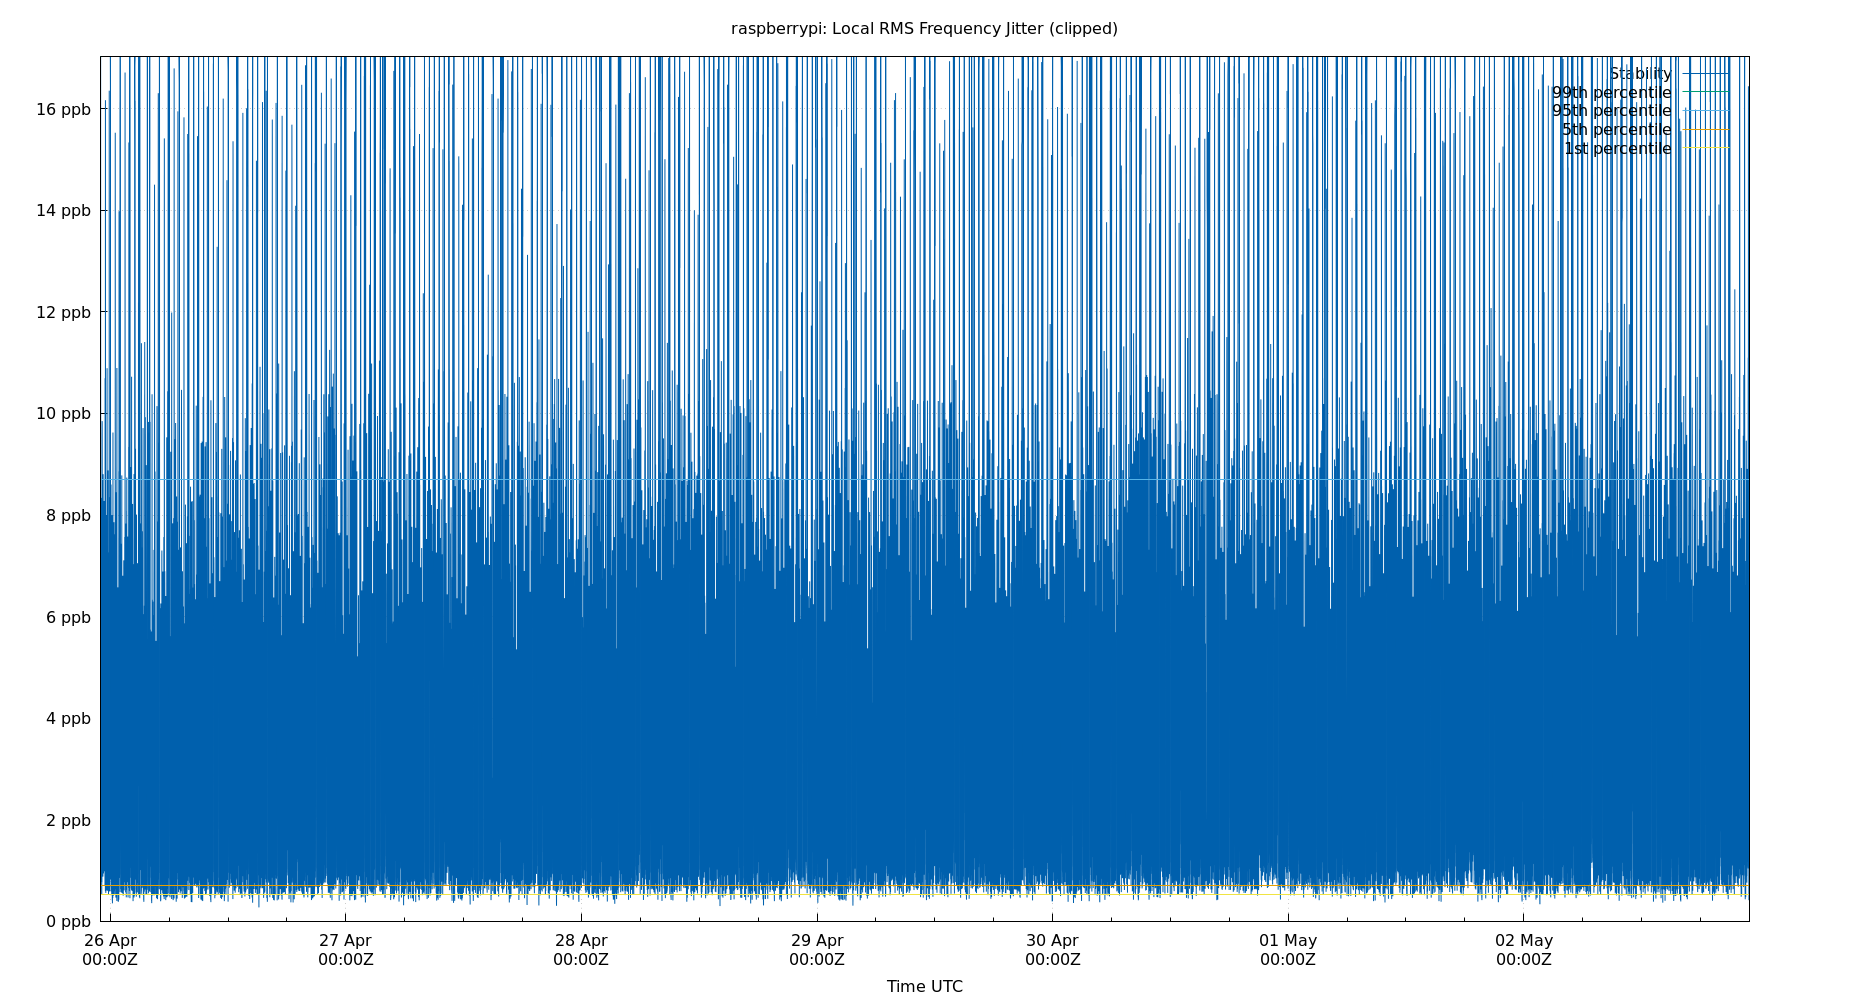 raspberrypi: Local RMS Frequency Jitter (clipped)
Stability
99th percentile
95th percentile
5th percentile
1st percentile
16 ppb
14 ppb
12 ppb
10 ppb
8 ppb
6 ppb
4 ppb
2 ppb
0 ppb
26 Apr 27 Apr 28 Apr 29 Apr 30 Apr 01 May 02 May
00:00Z 00:00Z 00:00Z 00:00Z 00:00Z 00:00Z 00:00Z
Time UTC